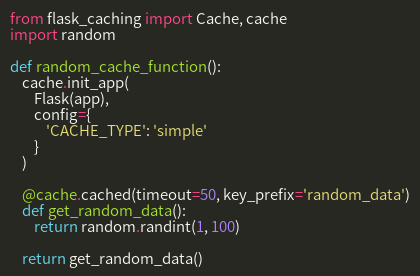 from flask_caching import Cache, cache
import random

def random_cache_function():
    cache.init_app(
        Flask(app),
        config={
            'CACHE_TYPE': 'simple'
        }
    )

    @cache.cached(timeout=50, key_prefix='random_data')
    def get_random_data():
        return random.randint(1, 100)

    return get_random_data()